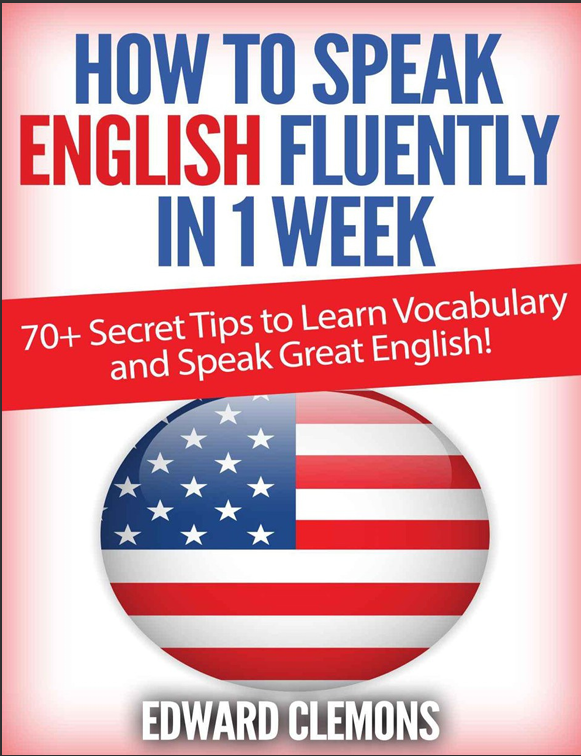 HOW TO SPEAK
ENGLISH FLUENTLY
IN 1 WEEK
70+ Secret Tips to Learn Vocabulary
and Speak Great English!
EDWARD CLEMONS